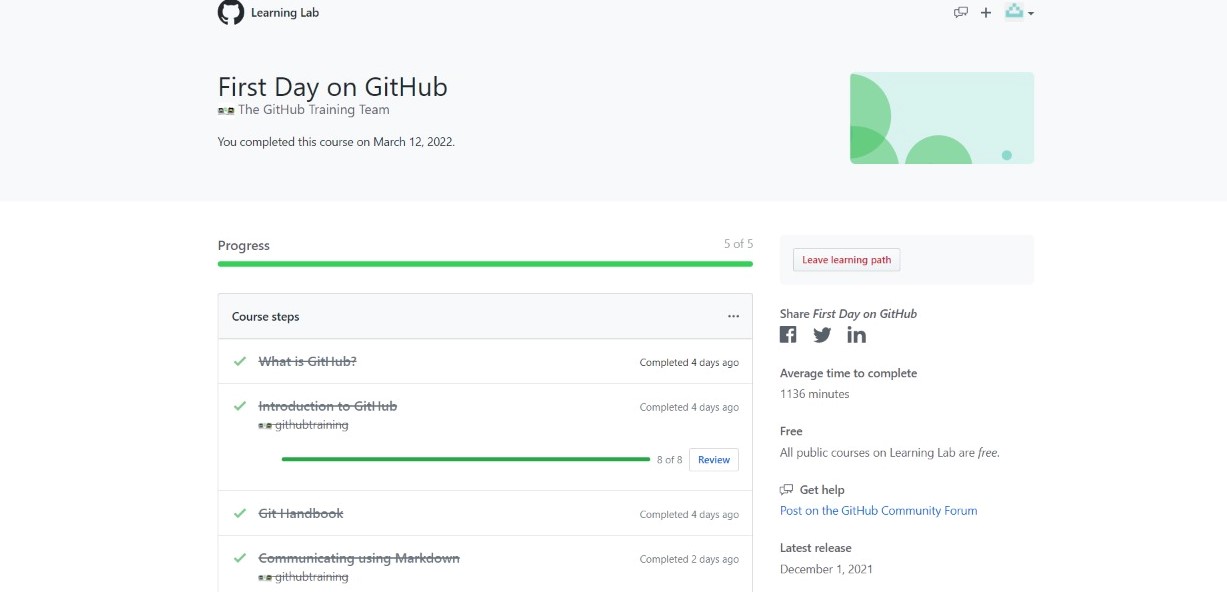 Learning Lab
First Day on GitHub
The GitHub Training Team
You completed this course on March 12, 2022.
Progress
5 of 5
Course steps
What is GitHub?
Completed 4 days ago
Introduction to GitHub
Completed 4 days ago
githubtraining
8 of 8
Review
Git Handbook
Completed 4 days ago
Communicating using Markdown
Completed 2 days ago
githubtraining
Leave learning path
Share First Day on GitHub
Average time to complete
1136 minutes
Free
All public courses on Learning Lab are free.
Get help
Post on the GitHub Community Forum
Latest release
December 1, 2021